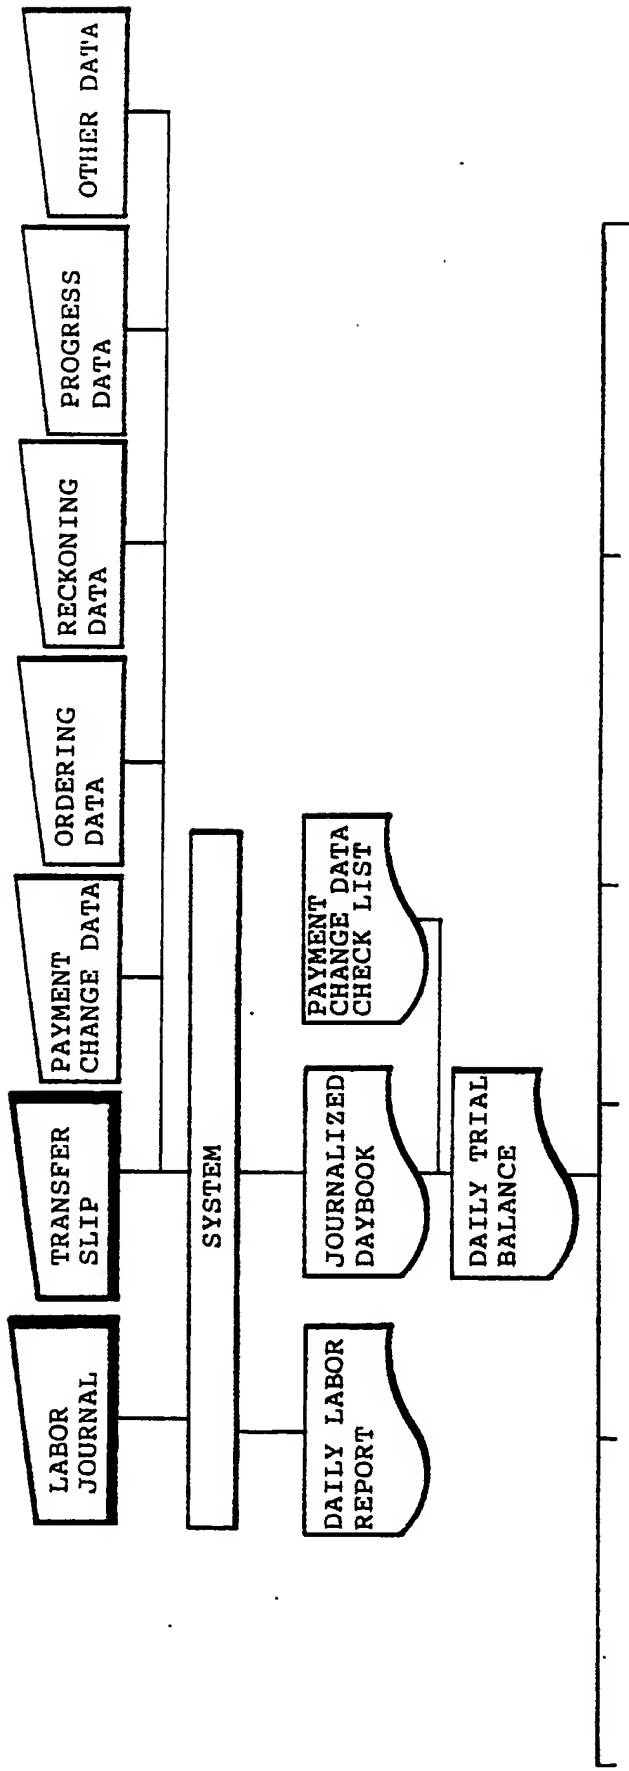 LABOR
JOURNAL
TRANSFER
SLIP
PAYMENT
CHANGE DATA
ORDERING
DATA
RECKONING
DATA
PROGRESS
DATA
OTHER DATA
SYSTEM
DAILY LABOR
REPORT
JOURNALIZED
DAYBOOK
PAYMENT
CHANGE DATA
CHECK LIST
DAILY TRIAL
BALANCE